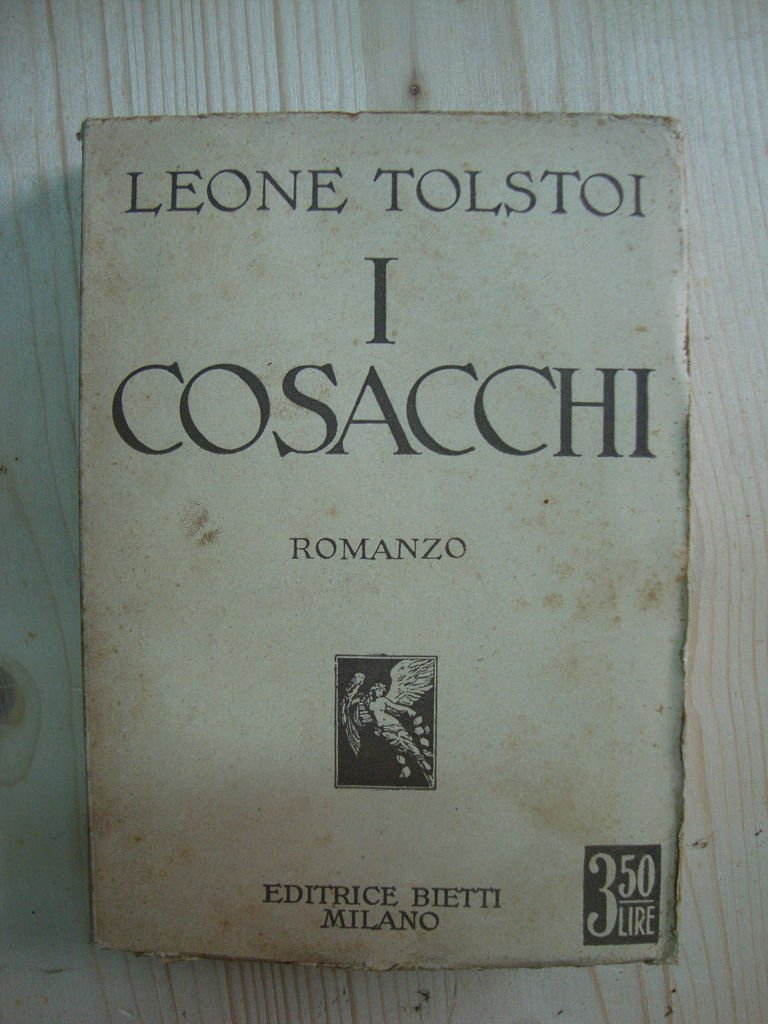 LEONE TOLSTOI
I
COSACCHI
ROMANZO
EDITRICE BIETTI
MILANO
3 50
LIRE